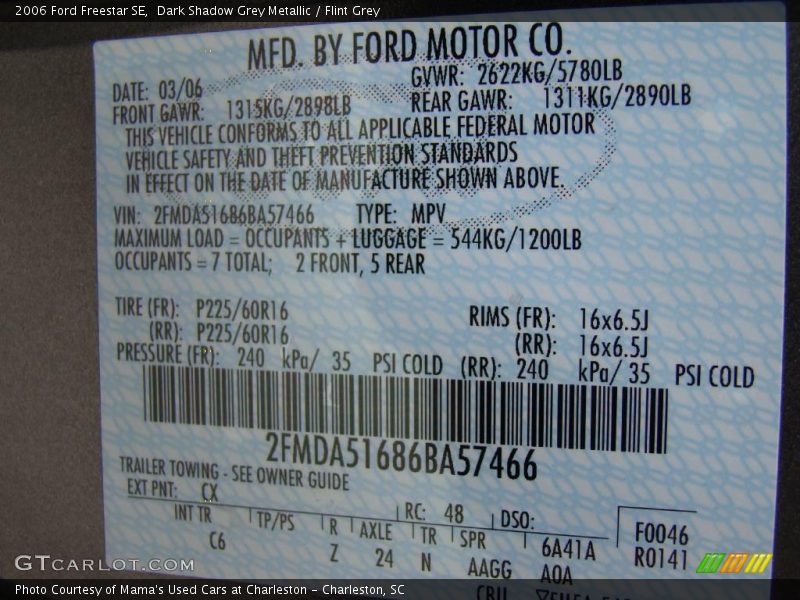 2006 Ford Freestar SE, Dark Shadow Grey Metallic / Flint Grey
MFD. BY FORD MOTOR CO.
DATE: 03/06 GVWR: 2622KG/5780LB
FRONT GAWR: 1315KG/2898LB REAR GAWR: 1311KG/2890LB
THIS VEHICLE CONFORMS TO ALL APPLICABLE FEDERAL MOTOR
VEHICLE SAFETY AND THEFT PREVENTION STANDARDS
IN EFFECT ON THE DATE OF MANUFACTURE SHOWN ABOVE.
VIN: 2FMDA51686BA57466 TYPE: MPV
MAXIMUM LOAD = OCCUPANTS + LUGGAGE = 544KG/1200LB
OCCUPANTS = 7 TOTAL; 2 FRONT, 5 REAR
TIRE (FR): P225/60R16 RIMS (FR): 16x6.5J
(RR): P225/60R16 (RR): 16x6.5J
PRESSURE (FR): 240 kPa/ 35 PSI COLD (RR): 240 kPa/ 35 PSI COLD
2FMDA51686BA57466
TRAILER TOWING - SEE OWNER GUIDE
EXT PNT: CX RC: 48 DSO:
INT TR TP/PS R AXLE TR SPR 6A41A F0046
C6 Z 24 N AAGG A0A R0141
GTCARLOT.COM
Photo Courtesy of Mama's Used Cars at Charleston - Charleston, SC